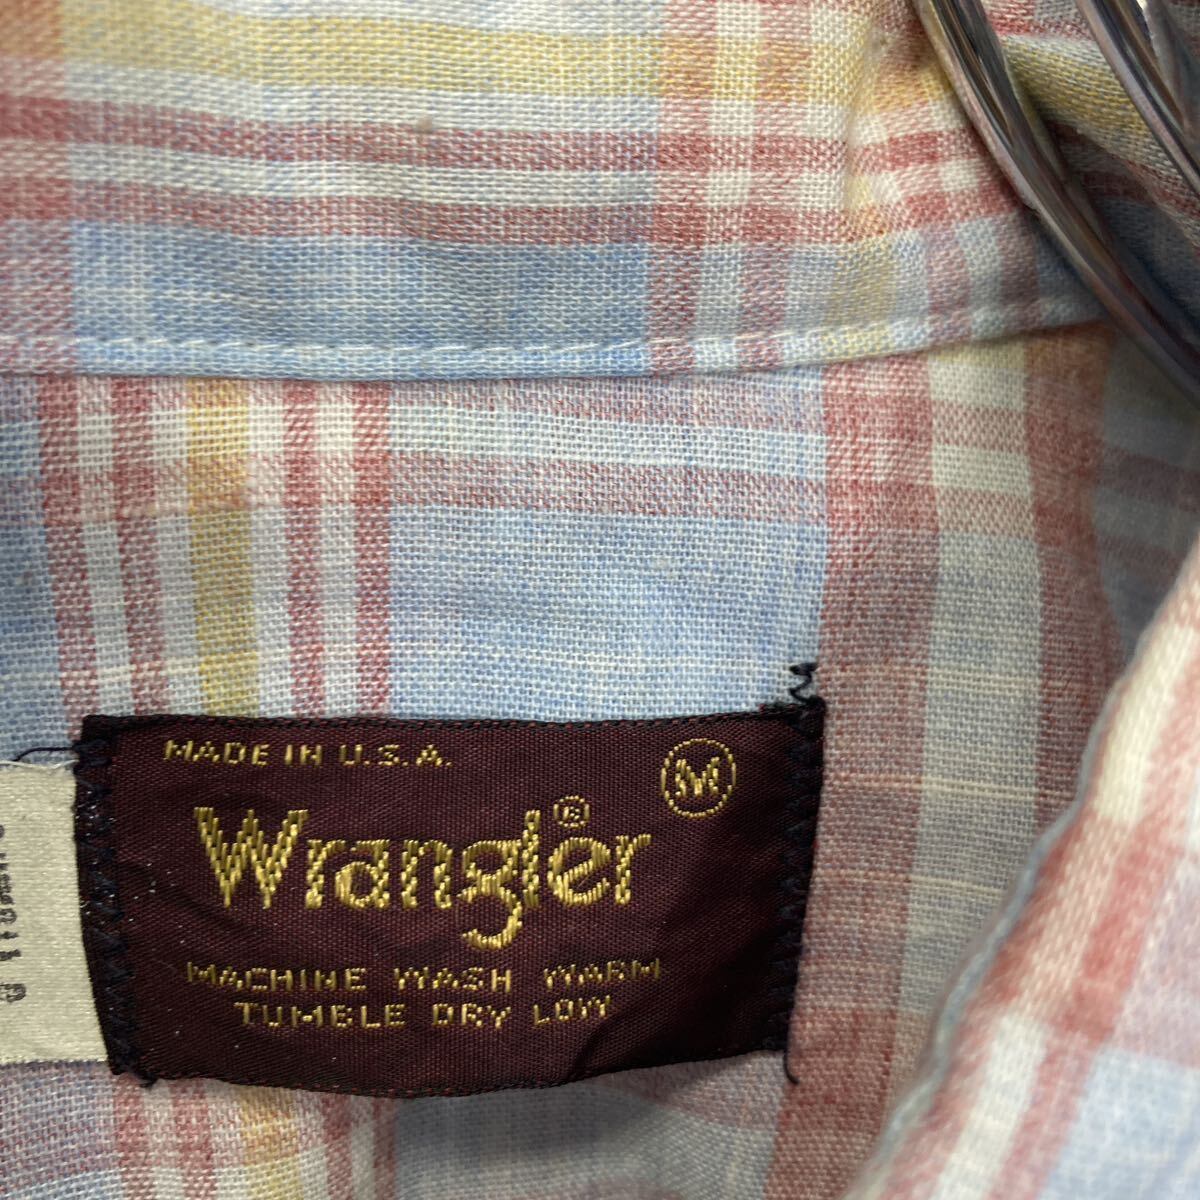 MADE IN U.S.A.
M
Wrangler®
MACHINE WASH WARM
TUMBLE DRY LOW